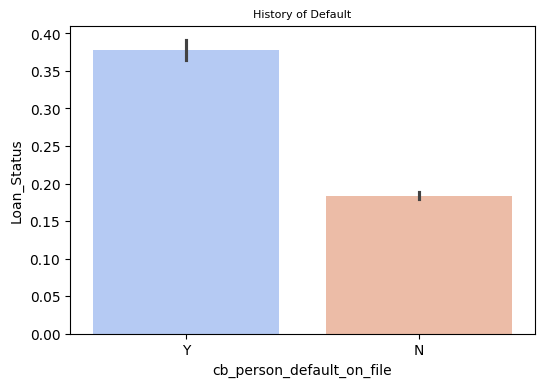 History of Default
Loan_Status
0.40
0.35
0.30
0.25
0.20
0.15
0.10
0.05
0.00
Y
N
cb_person_default_on_file